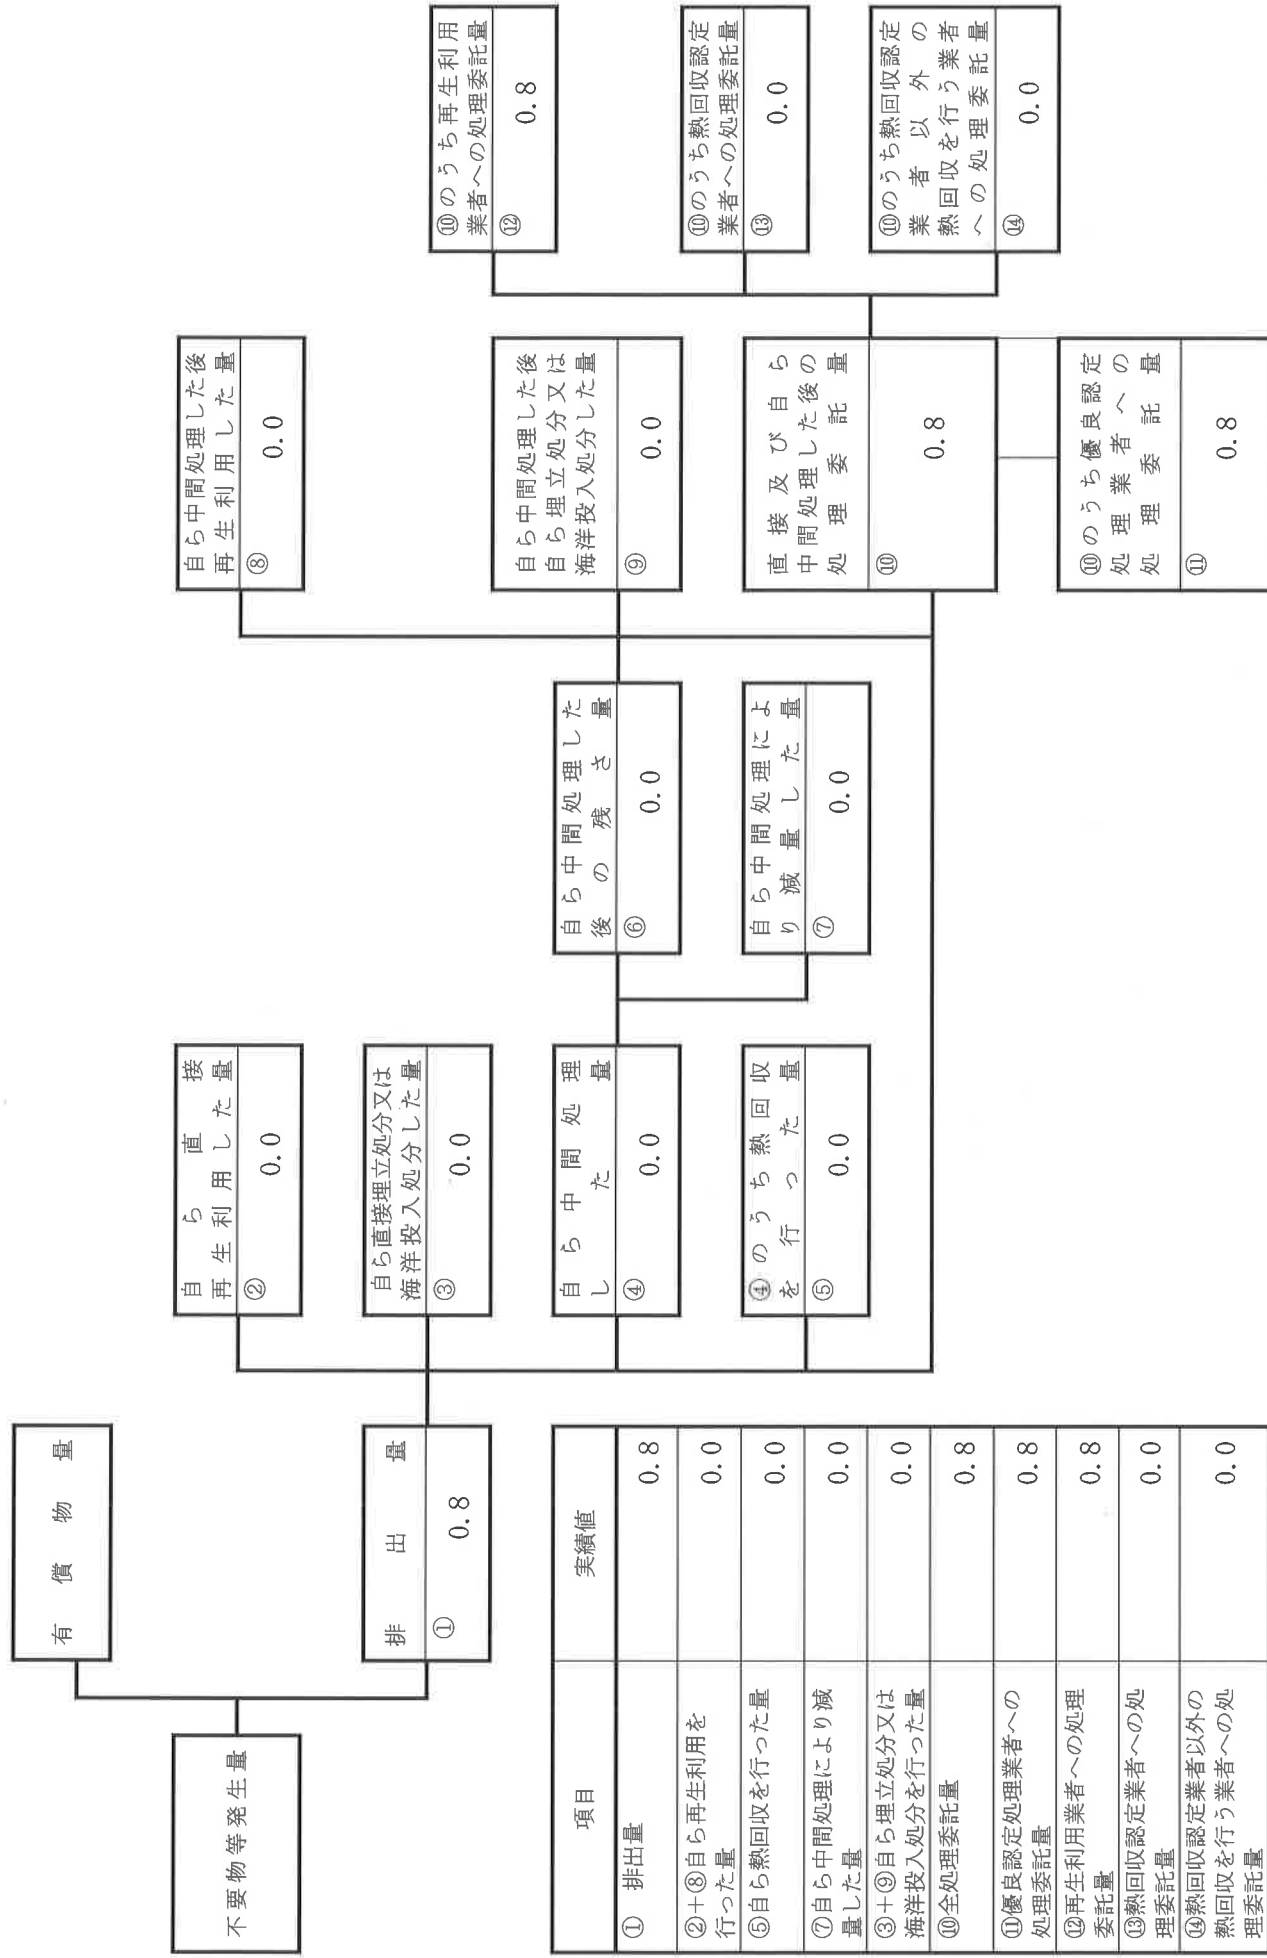 不要物等発生量
有償物量
排出量
① 0.8
自ら直接
再生利用した量
② 0.0
自ら直接埋立処分又は
海洋投入処分した量
③ 0.0
自ら中間処理
した量
④ 0.0
④のうち熱回収
を行った量
⑤ 0.0
自ら中間処理した
後の残さ量
⑥ 0.0
自ら中間処理によ
り減量した量
⑦ 0.0
自ら中間処理した後
再生利用した量
⑧ 0.0
自ら中間処理した後
自ら埋立処分又は
海洋投入処分した量
⑨ 0.0
直接及び自ら
中間処理した後の
処理委託量
⑩ 0.8
⑩のうち優良認定
処理業者への
処理委託量
⑪ 0.8
⑩のうち再生利用
業者への処理委託量
⑫ 0.8
⑩のうち熱回収認定
業者への処理委託量
⑬ 0.0
⑩のうち熱回収認定
業者以外の
熱回収を行う業者
への処理委託量
⑭ 0.0
項目 実績値
① 排出量 0.8
②+⑧自ら再生利用を
行った量 0.0
⑤自ら熱回収を行った量 0.0
⑦自ら中間処理により減
量した量 0.0
③+⑨自ら埋立処分又は
海洋投入処分を行った量 0.0
⑩全処理委託量 0.8
⑪優良認定処理業者への
処理委託量 0.8
⑫再生利用業者への処理
委託量 0.8
⑬熱回収認定業者への処
理委託量 0.0
⑭熱回収認定業者以外の
熱回収を行う業者への処
理委託量 0.0